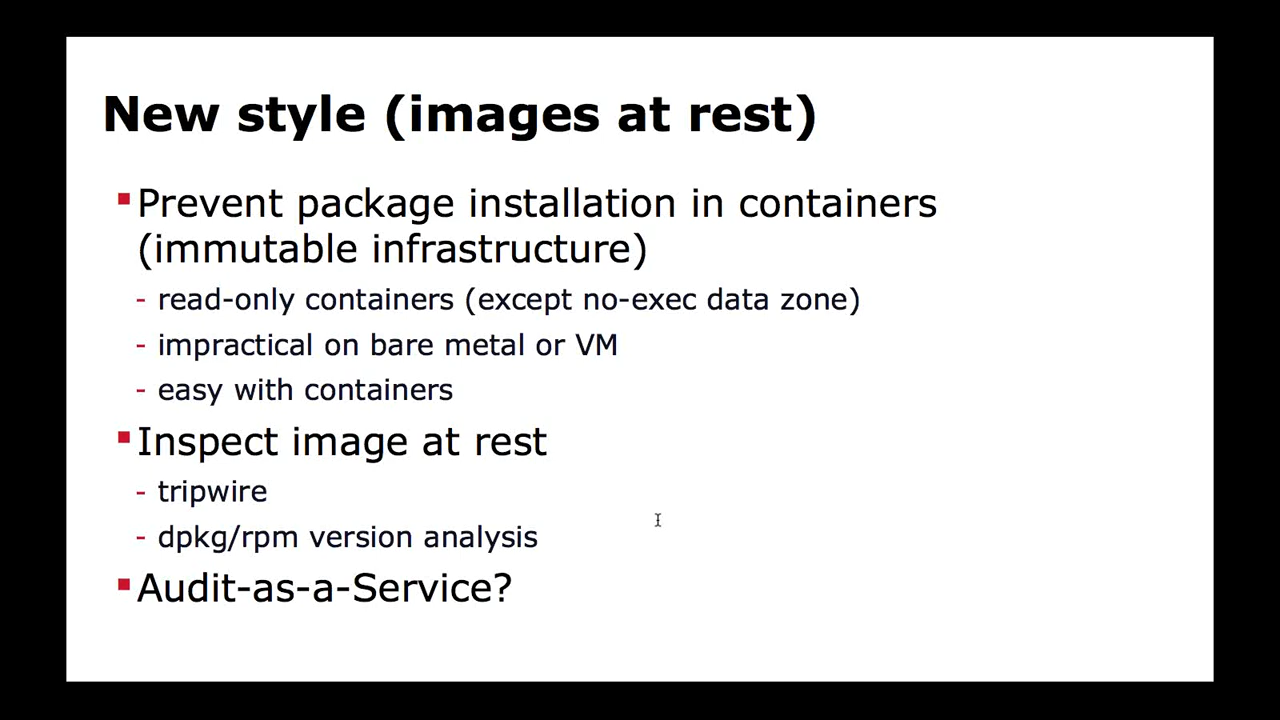 New style (images at rest)
Prevent package installation in containers
(immutable infrastructure)
- read-only containers (except no-exec data zone)
- impractical on bare metal or VM
- easy with containers
Inspect image at rest
- tripwire
- dpkg/rpm version analysis
Audit-as-a-Service?